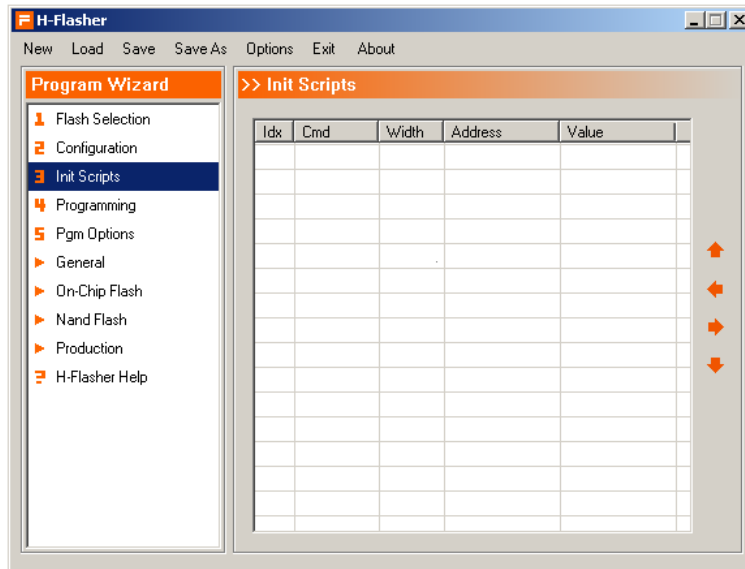 H-Flasher
New Load Save Save As Options Exit About
Program Wizard
1 Flash Selection
2 Configuration
3 Init Scripts
4 Programming
5 Pgm Options
General
On-Chip Flash
Nand Flash
Production
? H-Flasher Help
>> Init Scripts
Idx Cmd Width Address Value